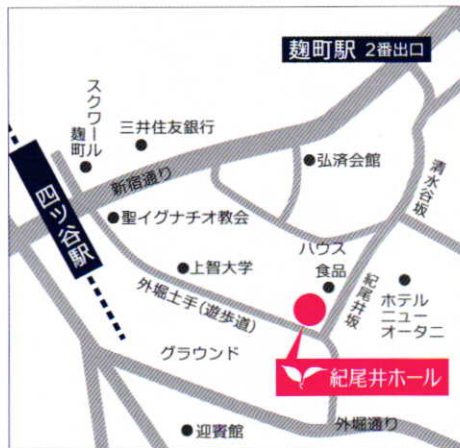 麹町駅 2番出口
スクワール
麹町
三井住友銀行
弘済会館
新宿通り
清水谷坂
四ツ谷駅
聖イグナチオ教会
ハウス
食品
上智大学
紀尾井坂
ホテル
ニュー
オータニ
外堀土手(遊歩道)
グラウンド
紀尾井ホール
外堀通り
迎賓館